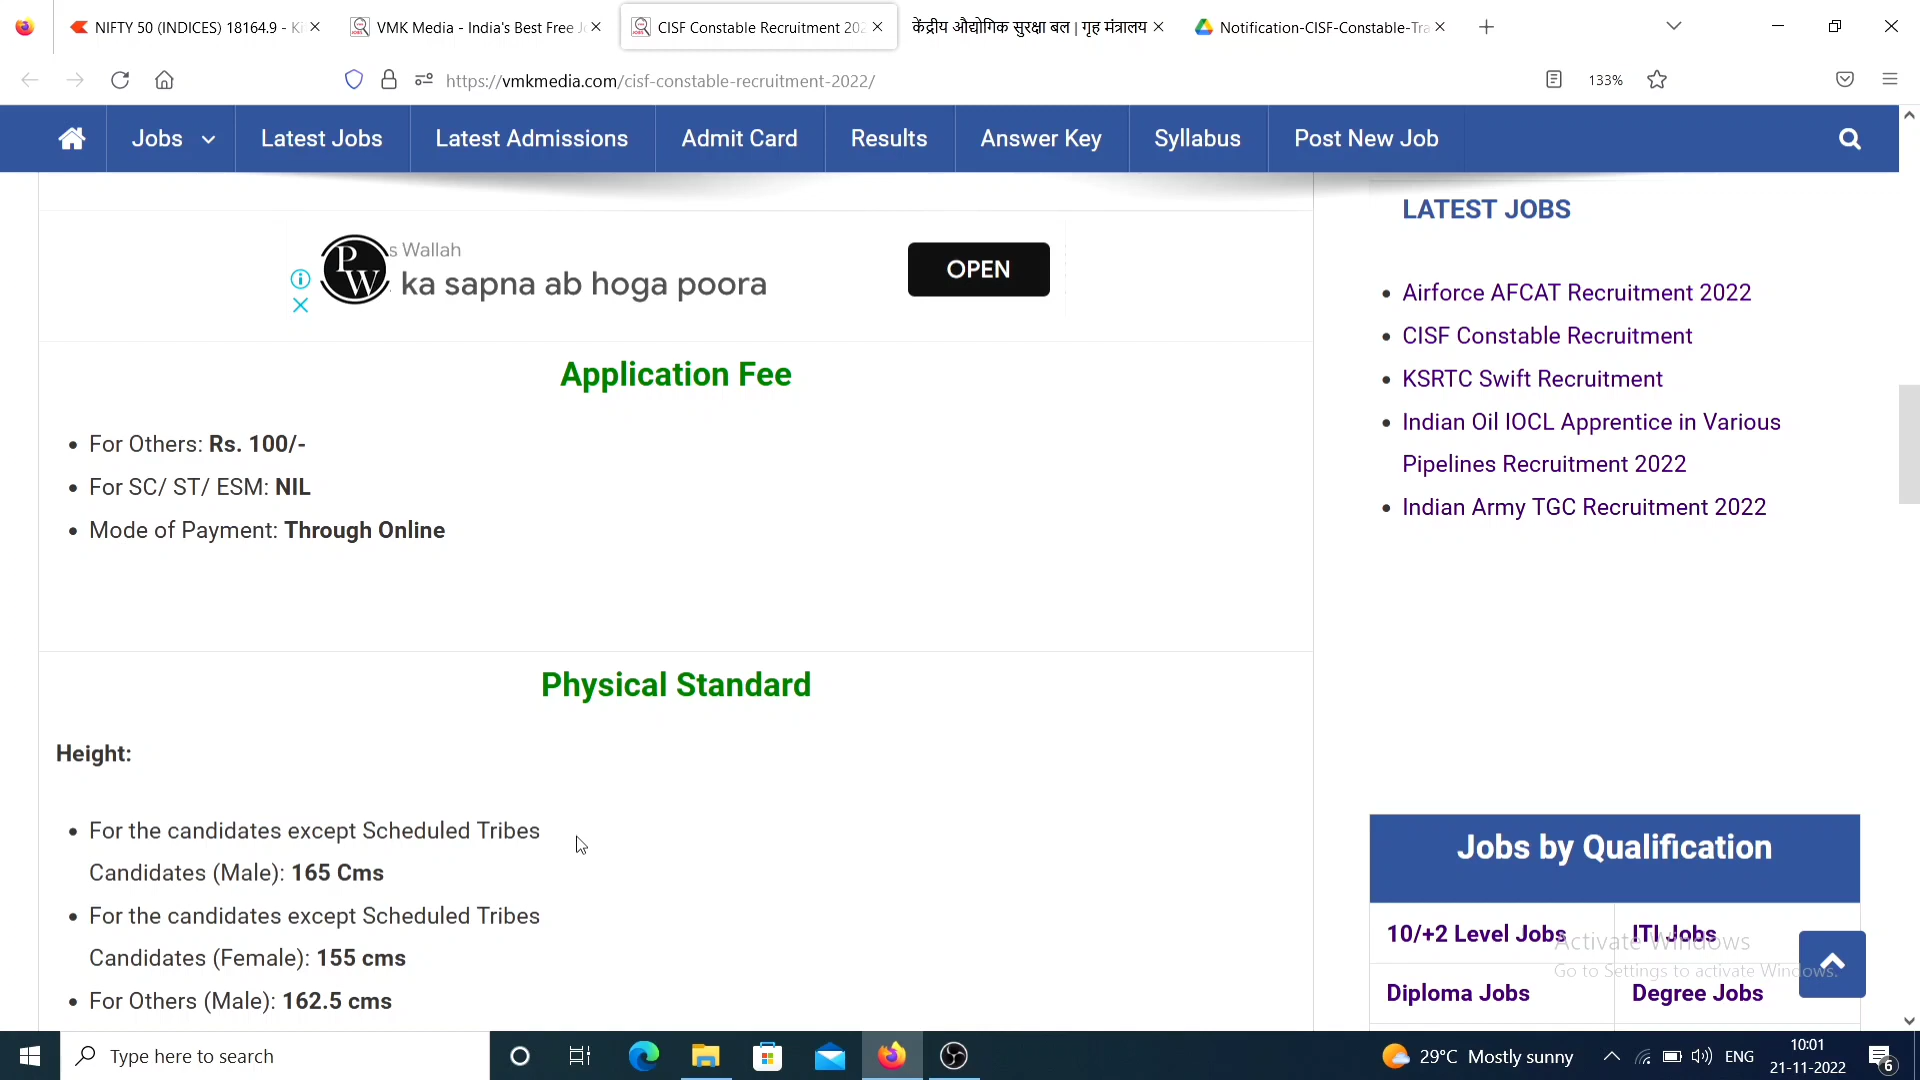 NIFTY 50 (INDICES) 18164.9 - Ki
VMK Media - India's Best Free Jo
CISF Constable Recruitment 202
केंद्रीय औद्योगिक सुरक्षा बल | गृह मंत्रालय
Notification-CISF-Constable-Tra
https://vmkmedia.com/cisf-constable-recruitment-2022/
133%
Jobs
Latest Jobs
Latest Admissions
Admit Card
Results
Answer Key
Syllabus
Post New Job
PW
s Wallah
ka sapna ab hoga poora
OPEN
Application Fee
For Others: Rs. 100/-
For SC/ ST/ ESM: NIL
Mode of Payment: Through Online
Physical Standard
Height:
For the candidates except Scheduled Tribes
Candidates (Male): 165 Cms
For the candidates except Scheduled Tribes
Candidates (Female): 155 cms
For Others (Male): 162.5 cms
LATEST JOBS
Airforce AFCAT Recruitment 2022
CISF Constable Recruitment
KSRTC Swift Recruitment
Indian Oil IOCL Apprentice in Various
Pipelines Recruitment 2022
Indian Army TGC Recruitment 2022
Jobs by Qualification
10/+2 Level Jobs
ITI Jobs
Diploma Jobs
Degree Jobs
Activate Windows
Go to Settings to activate Windows.
Type here to search
29°C Mostly sunny
ENG
10:01
21-11-2022
6